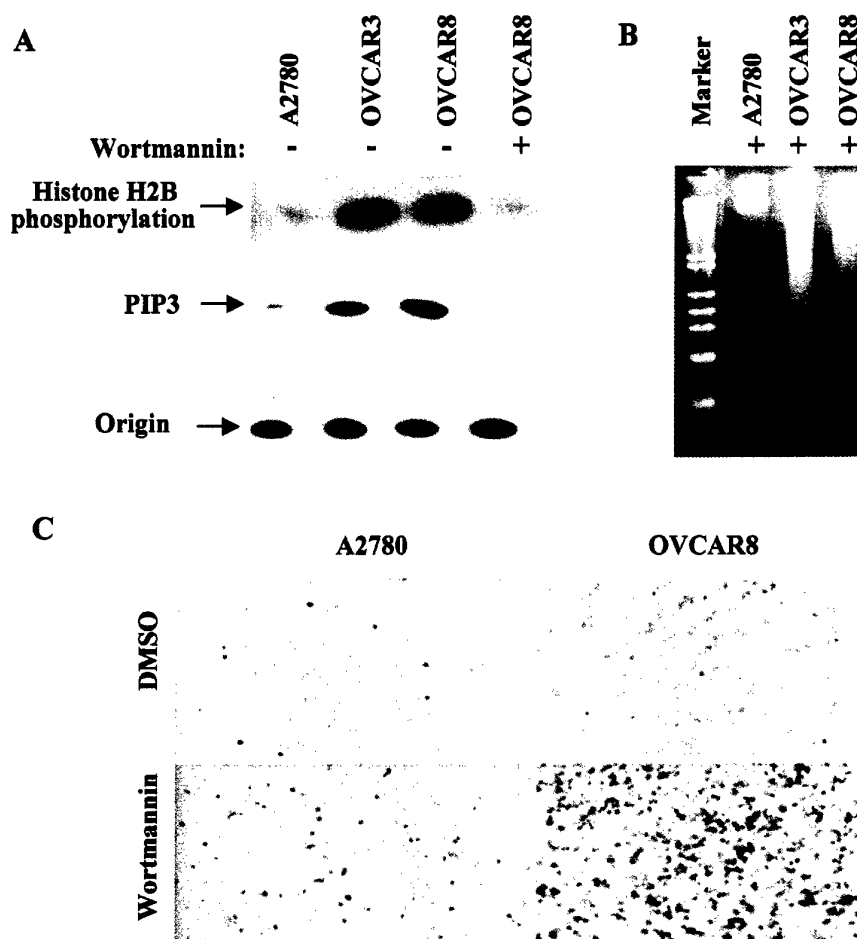 A
A2780
OVCAR3
OVCAR8
OVCAR8
Wortmannin: - - - +
Histone H2B
phosphorylation
PIP3
Origin
B
Marker
+ A2780
+ OVCAR3
+ OVCAR8
C
A2780 OVCAR8
DMSO
Wortmannin